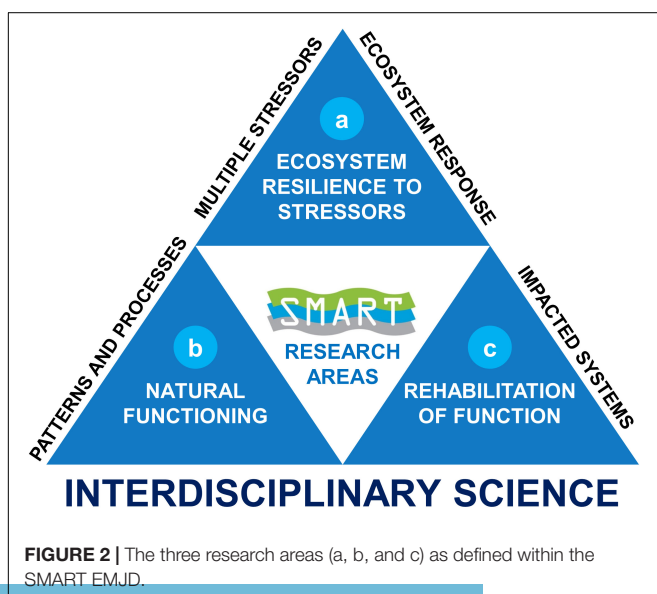 MULTIPLE STRESSORS
ECOSYSTEM RESPONSE
a
ECOSYSTEM
RESILIENCE TO
STRESSORS
PATTERNS AND PROCESSES
IMPACTED SYSTEMS
SMART
RESEARCH
AREAS
b
NATURAL
FUNCTIONING
c
REHABILITATION
OF FUNCTION
INTERDISCIPLINARY SCIENCE
FIGURE 2 | The three research areas (a, b, and c) as defined within the
SMART EMJD.